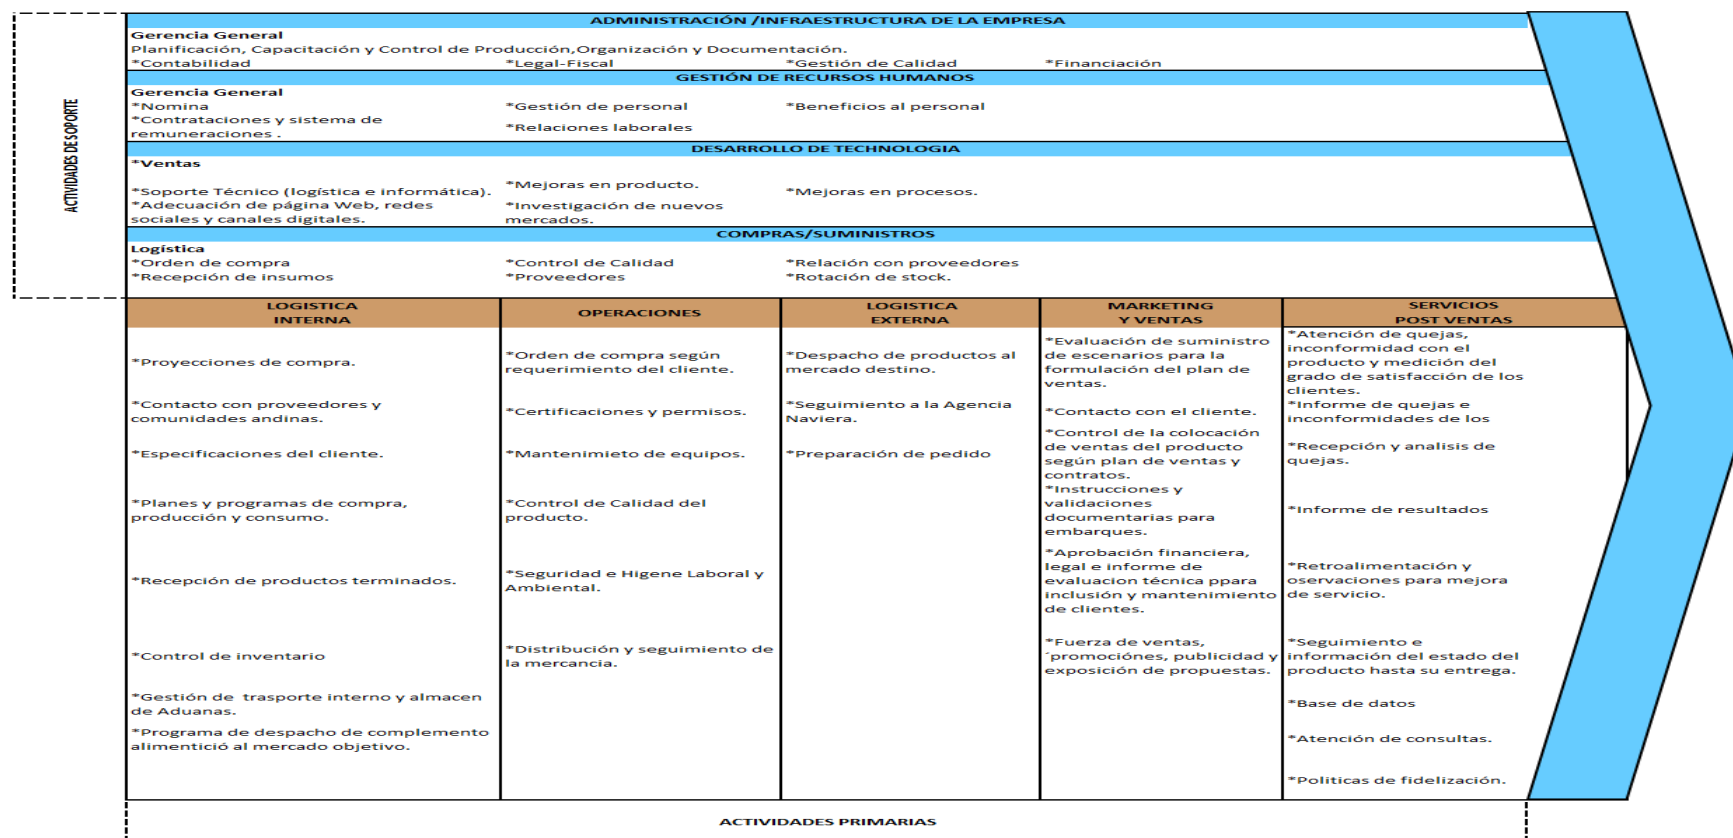 ADMINISTRACIÓN /INFRAESTRUCTURA DE LA EMPRESA
Gerencia General
Planificación, Capacitación y Control de Producción,Organización y Documentación.
*Contabilidad *Legal-Fiscal *Gestión de Calidad *Financiación
GESTIÓN DE RECURSOS HUMANOS
Gerencia General
*Nomina *Gestión de personal *Beneficios al personal
*Contrataciones y sistema de
remuneraciones .
*Relaciones laborales
DESARROLLO DE TECHNOLOGIA
*Ventas
*Soporte Técnico (logística e informática).
*Mejoras en producto.
*Mejoras en procesos.
*Adecuación de página Web, redes
sociales y canales digitales.
*Investigación de nuevos
mercados.
COMPRAS/SUMINISTROS
Logística
*Orden de compra *Control de Calidad *Relación con proveedores
*Recepción de insumos *Proveedores *Rotación de stock.
ACTIVIDADES DE SOPORTE
LOGISTICA
INTERNA
*Proyecciones de compra.
*Contacto con proveedores y
comunidades andinas.
*Especificaciones del cliente.
*Planes y programas de compra,
producción y consumo.
*Recepción de productos terminados.
*Control de inventario
*Gestión de  trasporte interno y almacen
de Aduanas.
*Programa de despacho de complemento
alimentició al mercado objetivo.
OPERACIONES
*Orden de compra según
requerimiento del cliente.
*Certificaciones y permisos.
*Mantenimieto de equipos.
*Control de Calidad del
producto.
*Seguridad e Higene Laboral y
Ambiental.
*Distribución y seguimiento de
la mercancia.
LOGISTICA
EXTERNA
*Despacho de productos al
mercado destino.
*Seguimiento a la Agencia
Naviera.
*Preparación de pedido
MARKETING
Y VENTAS
*Evaluación de suministro
de escenarios para la
formulación del plan de
ventas.
*Contacto con el cliente.
*Control de la colocación
de ventas del producto
según plan de ventas y
contratos.
*Instrucciones y
validaciones
documentarias para
embarques.
*Aprobación financiera,
legal e informe de
evaluacion técnica ppara
inclusión y mantenimiento
de clientes.
*Fuerza de ventas,
´promociónes, publicidad y
exposición de propuestas.
SERVICIOS
POST VENTAS
*Atención de quejas,
inconformidad con el
producto y medición del
grado de satisfacción de los
clientes.
*Informe de quejas e
inconformidades de los
*Recepción y analisis de
quejas.
*Informe de resultados
*Retroalimentación y
oservaciones para mejora
de servicio.
*Seguimiento e
información del estado del
producto hasta su entrega.
*Base de datos
*Atención de consultas.
*Politicas de fidelización.
ACTIVIDADES PRIMARIAS